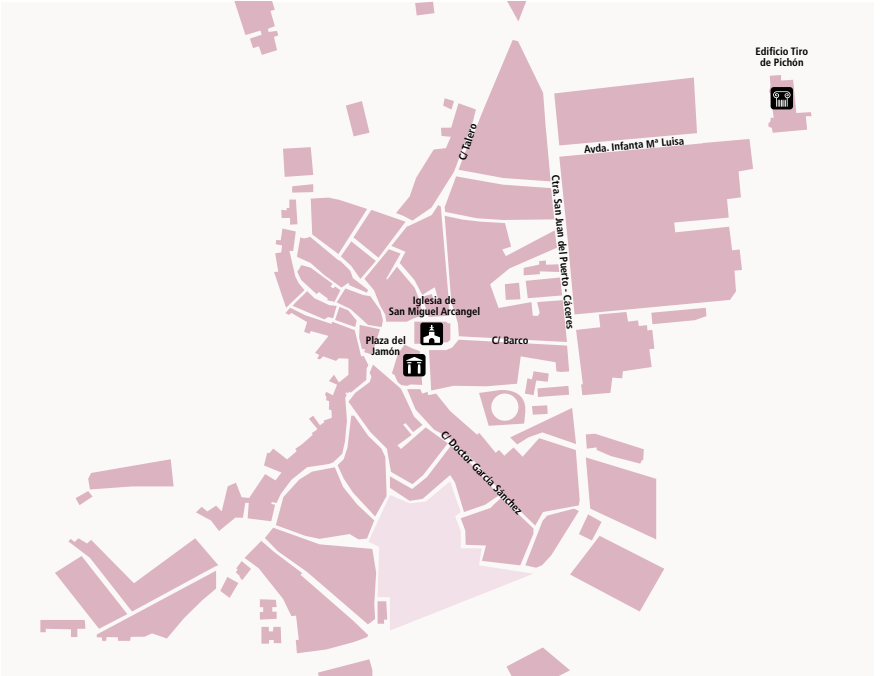 Edificio Tiro
de Pichón
C/ Talero
Avda. Infanta Mª Luisa
Ctra. San Juan del Puerto - Cáceres
Iglesia de
San Miguel Arcangel
Plaza del
Jamón
C/ Barco
C/ Doctor García Sánchez